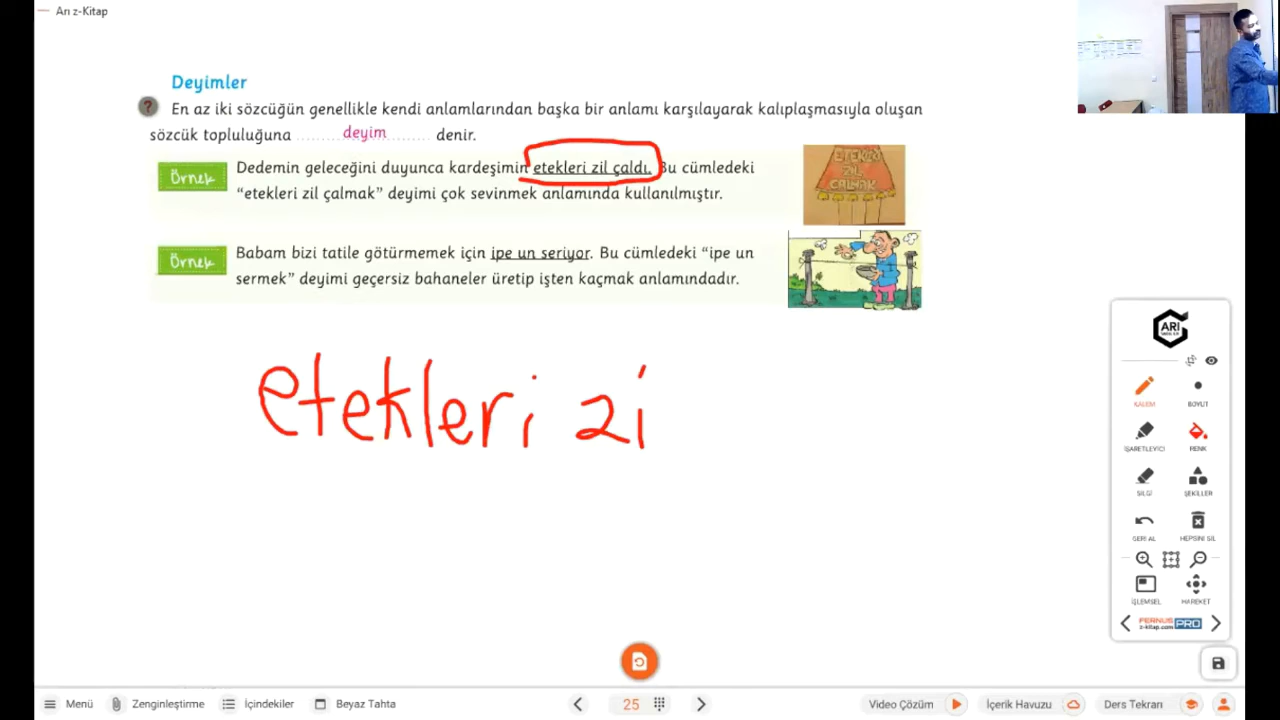 Arı z-Kitap
Deyimler
? En az iki sözcüğün genellikle kendi anlamlarından başka bir anlamı karşılayarak kalıplaşmasıyla oluşan
sözcük topluluğuna ........... deyim ........... denir.
Örnek
Dedemin geleceğini duyunca kardeşimin etekleri zil çaldı. Bu cümledeki
"etekleri zil çalmak" deyimi çok sevinmek anlamında kullanılmıştır.
ETEKLERİ
ZİL
ÇALMAK
Örnek
Babam bizi tatile götürmemek için ipe un seriyor. Bu cümledeki "ipe un
sermek" deyimi geçersiz bahaneler üretip işten kaçmak anlamındadır.
etekleri zi
ARI
KALEM
BOYUT
İŞARETLEYİCİ
RENK
SİLGİ
ŞEKİLLER
GERİ AL
HEPSİNİ SİL
İŞLEMSEL
HAREKET
FERNUS
z-kitap.com PRO
Menü
Zenginleştirme
İçindekiler
Beyaz Tahta
25
Video Çözüm
İçerik Havuzu
Ders Tekrarı